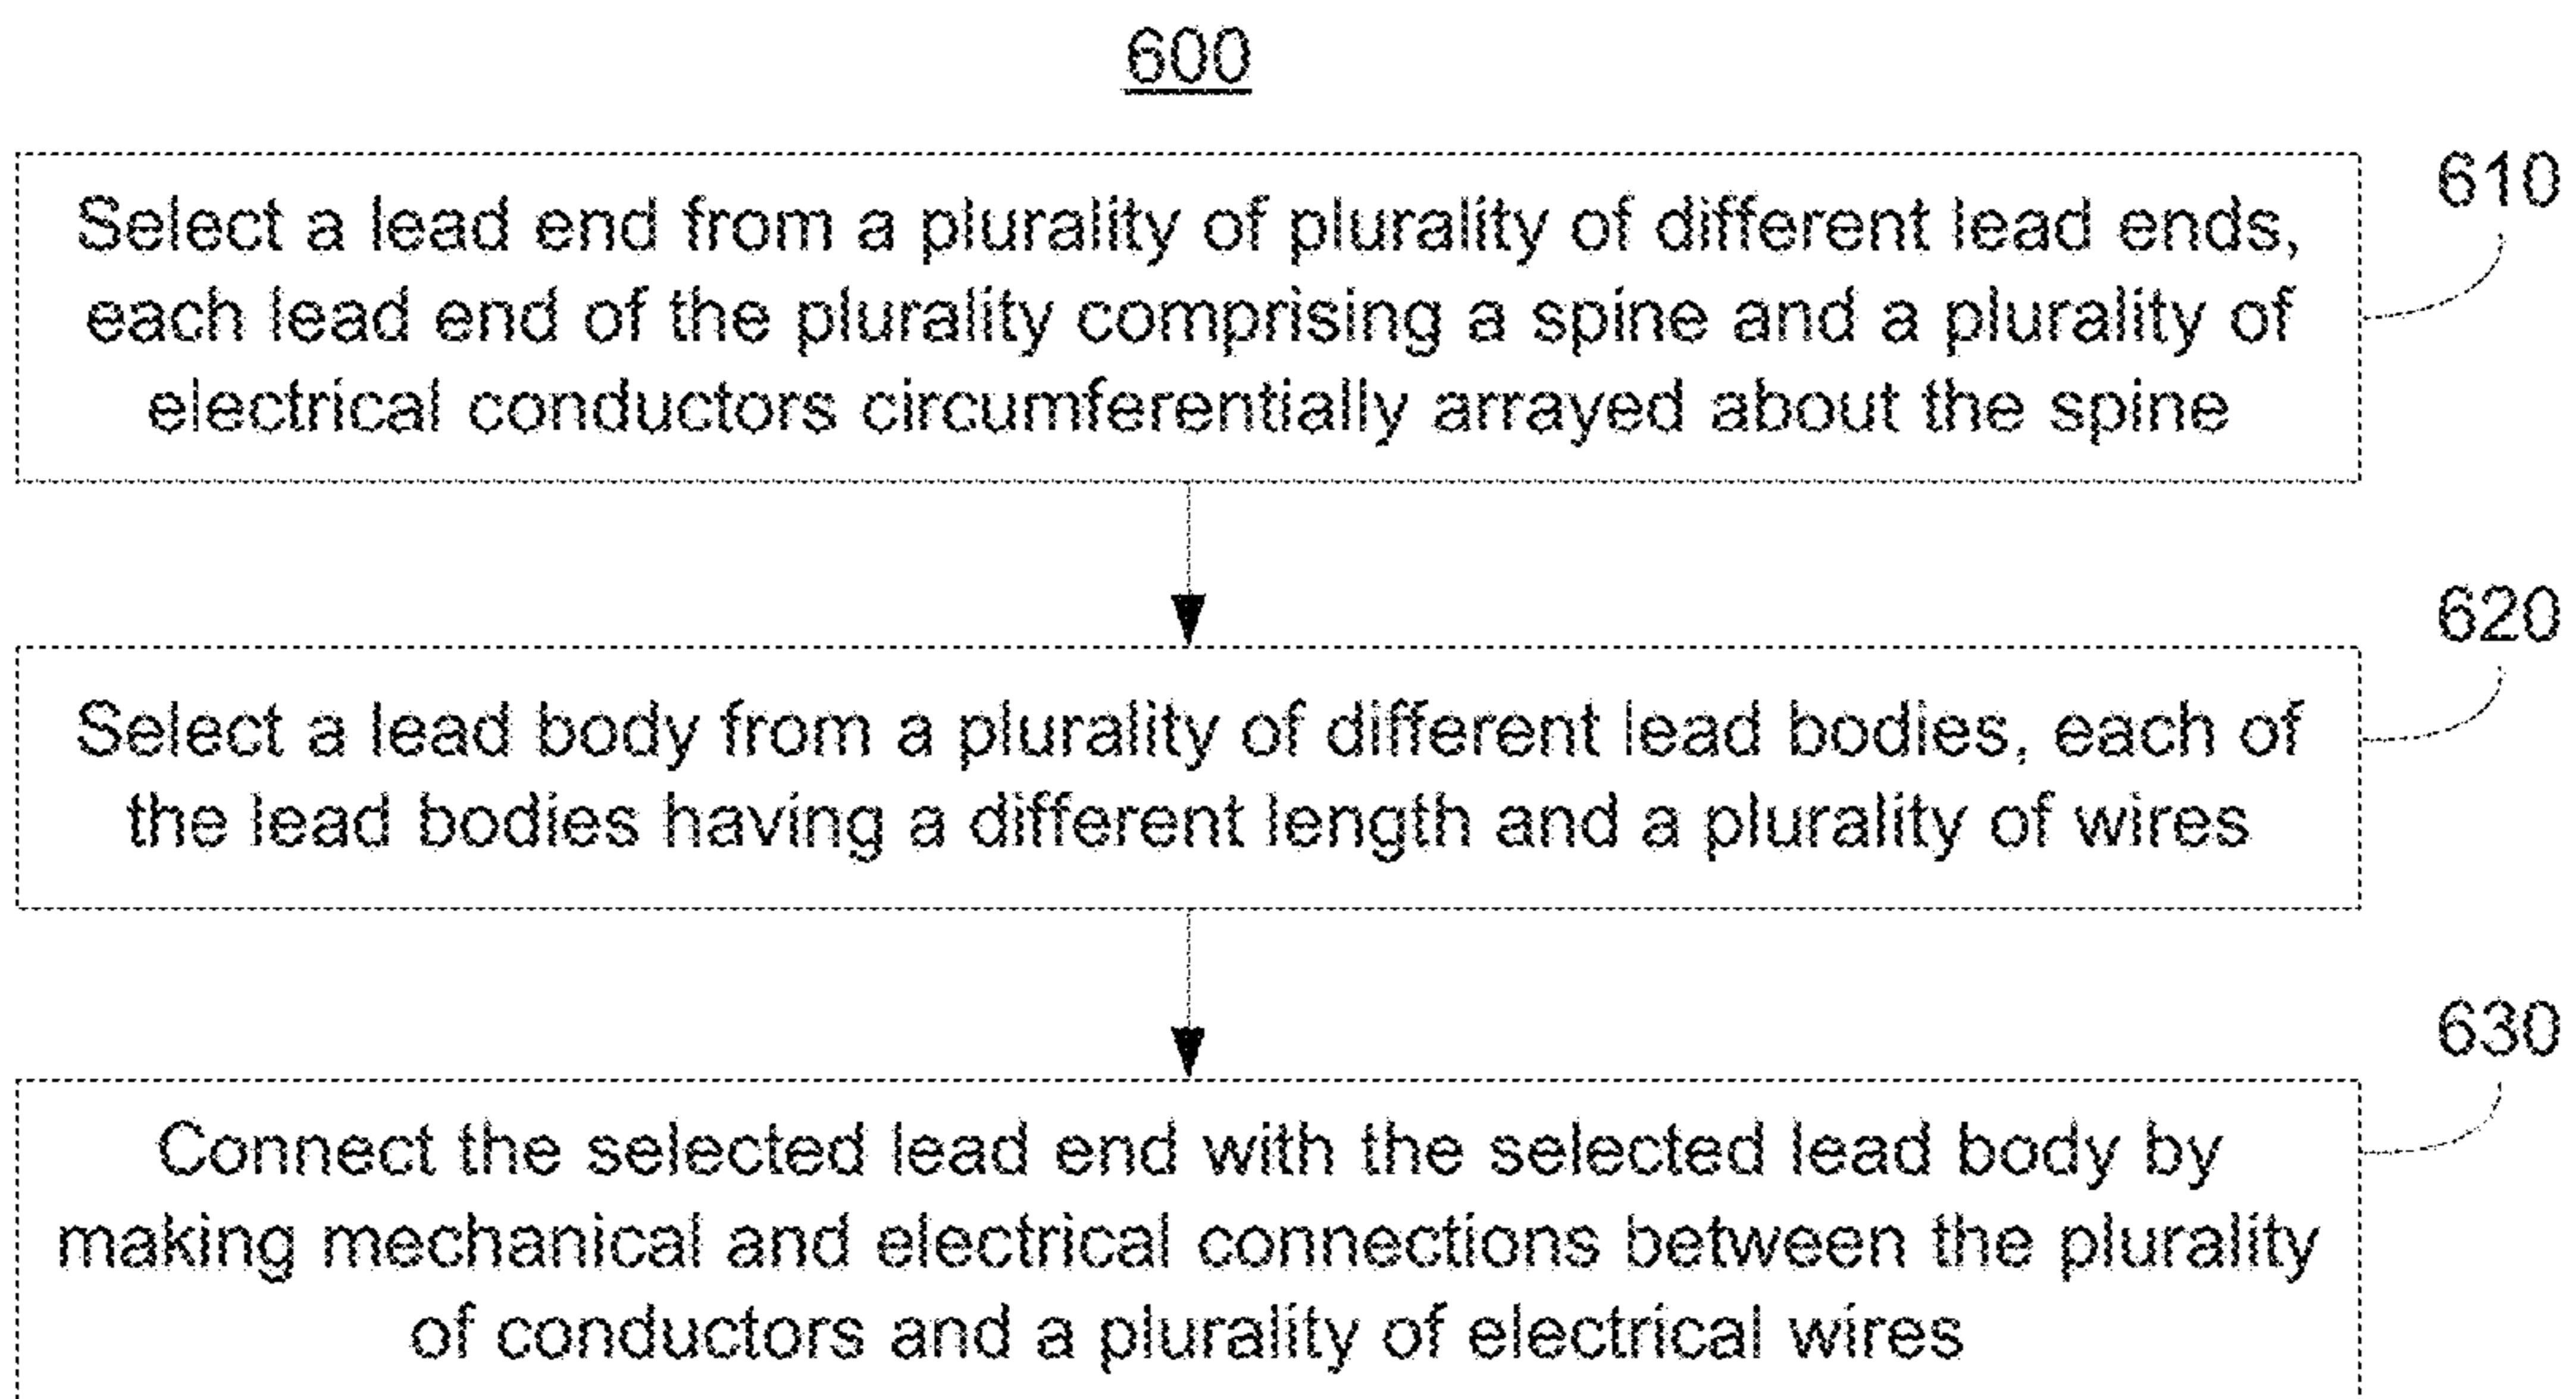 600
610
Select a lead end from a plurality of plurality of different lead ends,
each lead end of the plurality comprising a spine and a plurality of
electrical conductors circumferentially arrayed about the spine
620
Select a lead body from a plurality of different lead bodies, each of
the lead bodies having a different length and a plurality of wires
630
Connect the selected lead end with the selected lead body by
making mechanical and electrical connections between the plurality
of conductors and a plurality of electrical wires